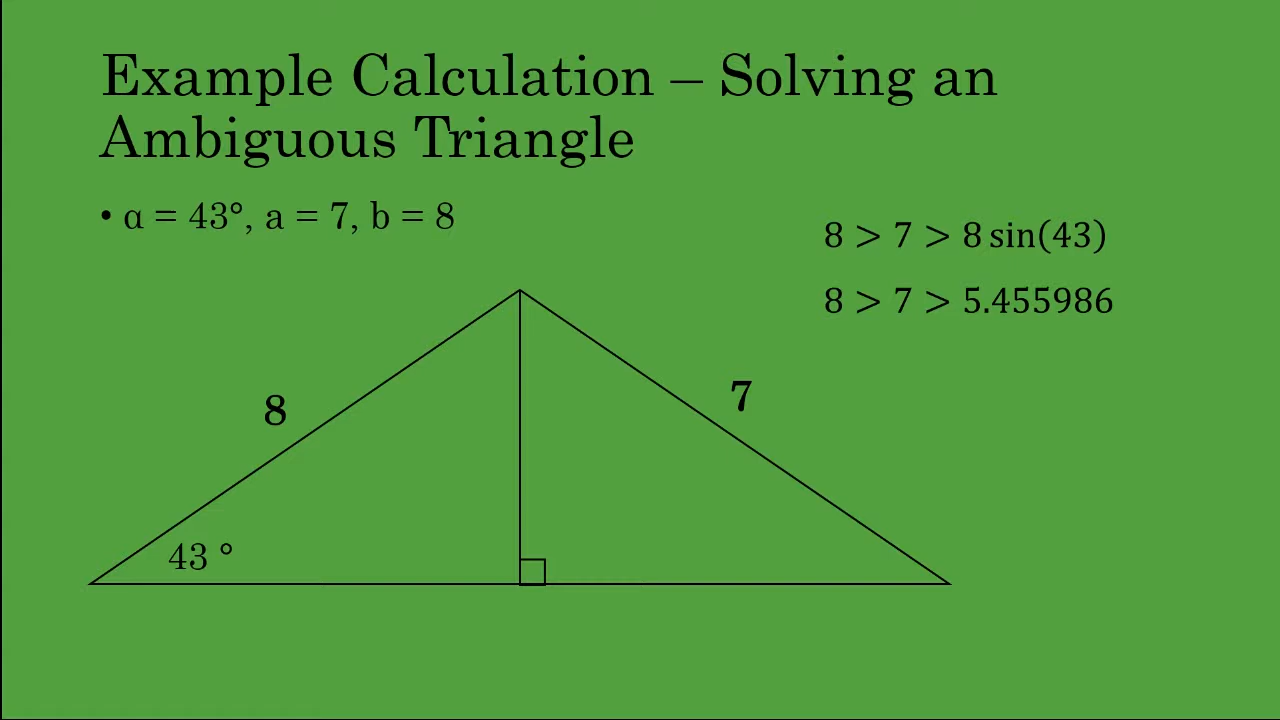 Example Calculation – Solving an
Ambiguous Triangle
• α = 43°, a = 7, b = 8
8 > 7 > 8 sin(43)
8 > 7 > 5.455986
8
7
43 °